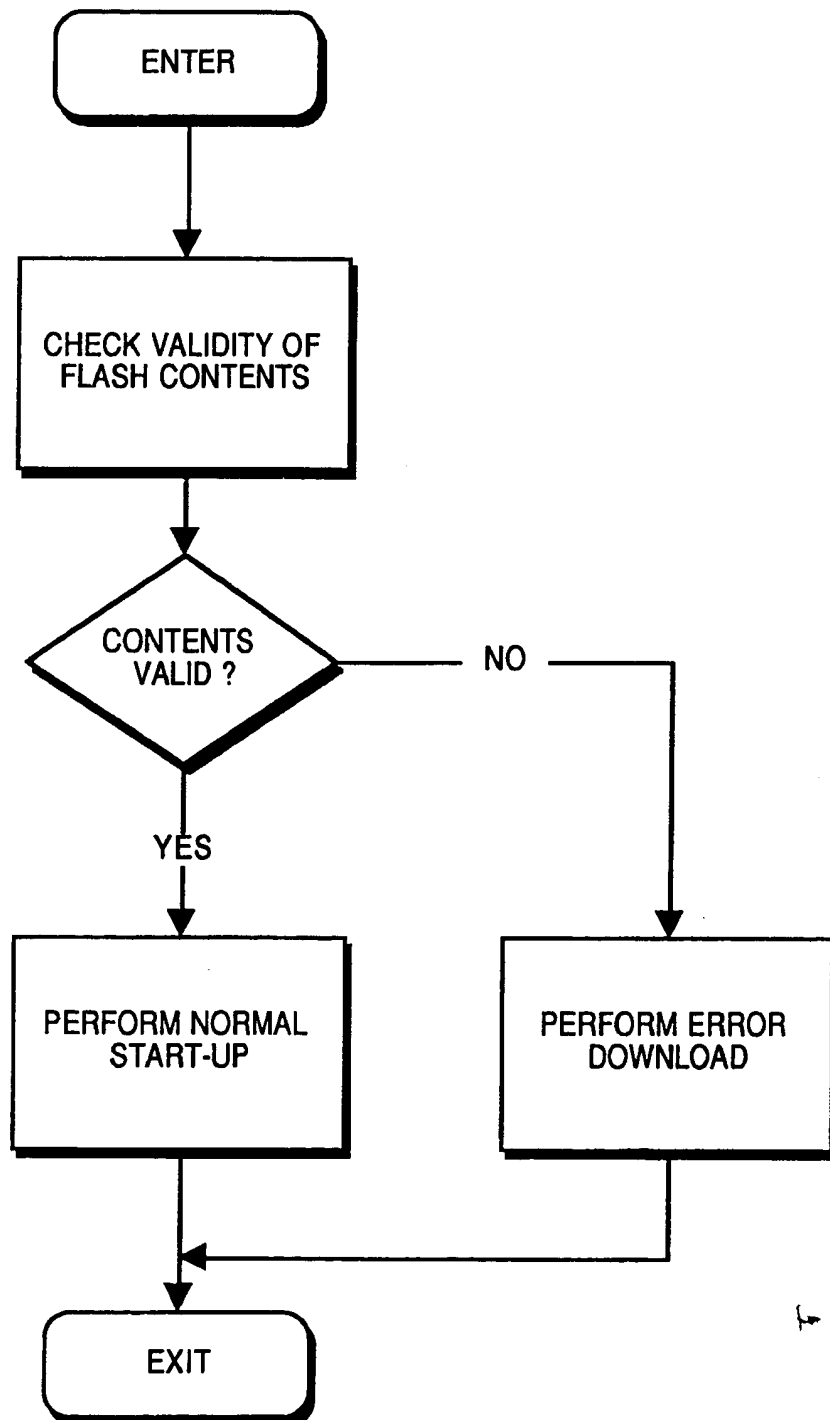 ENTER
CHECK VALIDITY OF
FLASH CONTENTS
CONTENTS
VALID ?
NO
YES
PERFORM NORMAL
START-UP
PERFORM ERROR
DOWNLOAD
EXIT